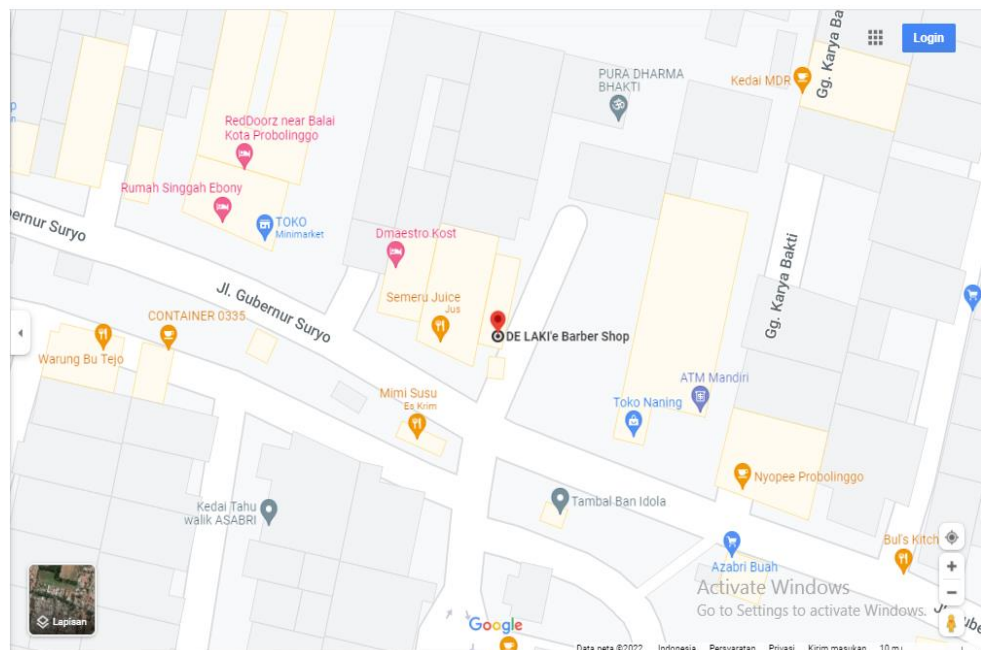 Login
Gg. Karya Ba
PURA DHARMA
BHAKTI
Kedai MDR
RedDoorz near Balai
Kota Probolinggo
Rumah Singgah Ebony
TOKO
Minimarket
ernur Suryo
Dmaestro Kost
Jl. Gubernur Suryo
Semeru Juice
Jus
Gg. Karya Bakti
CONTAINER 0335
DE LAKI'e Barber Shop
Warung Bu Tejo
ATM Mandiri
Mimi Susu
Es Krim
Toko Naning
Nyopee Probolinggo
Tambal Ban Idola
Kedai Tahu
walik ASABRI
Bul's Kitch
Azabri Buah
Activate Windows
Go to Settings to activate Windows.
Lapisan
Google
Data peta ©2022 Indonesia Persyaratan Privasi Kirim masukan 10 m